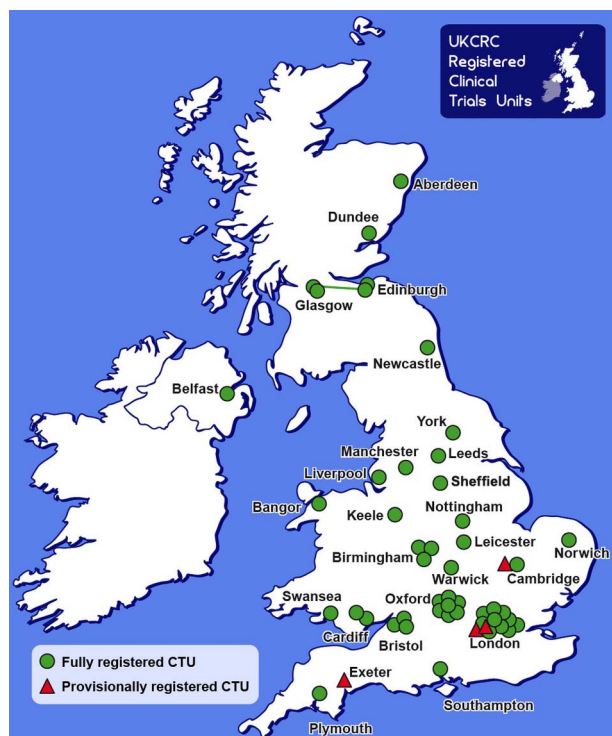 UKCRC
Registered
Clinical
Trials Units
Aberdeen
Dundee
Edinburgh
Glasgow
Newcastle
Belfast
York
Manchester
Leeds
Liverpool
Sheffield
Bangor
Nottingham
Keele
Leicester
Norwich
Birmingham
Warwick
Cambridge
Swansea
Oxford
Cardiff
Bristol
London
Fully registered CTU
Exeter
Provisionally registered CTU
Southampton
Plymouth